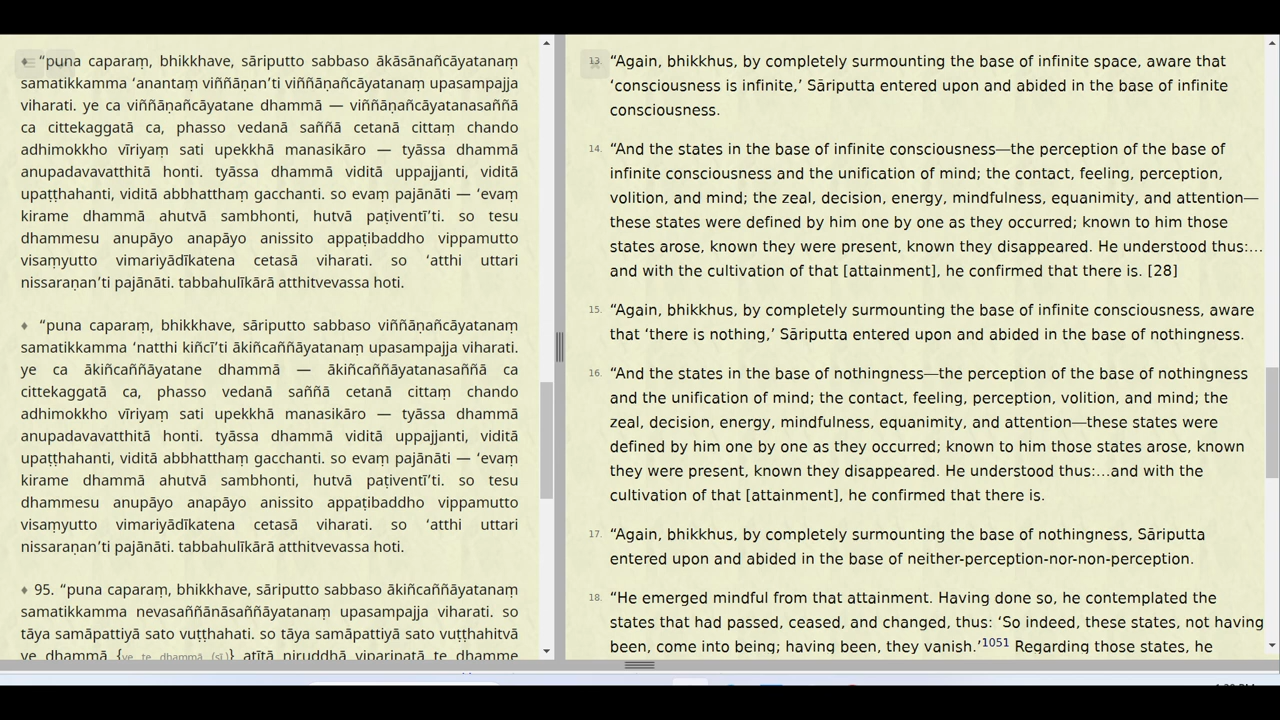 ♦ “puna caparaṃ, bhikkhave, sāriputto sabbaso ākāsānañcāyatanaṃ
samatikkamma ‘anantaṃ viññāṇan’ti viññāṇañcāyatanaṃ upasampajja
viharati. ye ca viññāṇañcāyatane dhammā — viññāṇañcāyatanasaññā
ca cittekaggatā ca, phasso vedanā saññā cetanā cittaṃ chando
adhimokkho vīriyaṃ sati upekkhā manasikāro — tyāssa dhammā
anupadavavatthitā honti. tyāssa dhammā viditā uppajjanti, viditā
upaṭṭhahanti, viditā abbhatthaṃ gacchanti. so evaṃ pajānāti — ‘evaṃ
kirame dhammā ahutvā sambhonti, hutvā paṭiventī’ti. so tesu
dhammesu anupāyo anapāyo anissito appaṭibaddho vippamutto
visaṃyutto vimariyādīkatena cetasā viharati. so ‘atthi uttari
nissaraṇan’ti pajānāti. tabbahulīkārā atthitvevassa hoti.
♦ “puna caparaṃ, bhikkhave, sāriputto sabbaso viññāṇañcāyatanaṃ
samatikkamma ‘natthi kiñcī’ti ākiñcaññāyatanaṃ upasampajja viharati.
ye ca ākiñcaññāyatane dhammā — ākiñcaññāyatanasaññā ca
cittekaggatā ca, phasso vedanā saññā cetanā cittaṃ chando
adhimokkho vīriyaṃ sati upekkhā manasikāro — tyāssa dhammā
anupadavavatthitā honti. tyāssa dhammā viditā uppajjanti, viditā
upaṭṭhahanti, viditā abbhatthaṃ gacchanti. so evaṃ pajānāti — ‘evaṃ
kirame dhammā ahutvā sambhonti, hutvā paṭiventī’ti. so tesu
dhammesu anupāyo anapāyo anissito appaṭibaddho vippamutto
visaṃyutto vimariyādīkatena cetasā viharati. so ‘atthi uttari
nissaraṇan’ti pajānāti. tabbahulīkārā atthitvevassa hoti.
♦ 95. “puna caparaṃ, bhikkhave, sāriputto sabbaso ākiñcaññāyatanaṃ
samatikkamma nevasaññānāsaññāyatanaṃ upasampajja viharati. so
tāya samāpattiyā sato vuṭṭhahati. so tāya samāpattiyā sato vuṭṭhahitvā
ye dhammā {ye te dhammā (sī)} atītā niruddhā vipariṇatā te dhamme
13. “Again, bhikkhus, by completely surmounting the base of infinite space, aware that
‘consciousness is infinite,’ Sāriputta entered upon and abided in the base of infinite
consciousness.
14. “And the states in the base of infinite consciousness—the perception of the base of
infinite consciousness and the unification of mind; the contact, feeling, perception,
volition, and mind; the zeal, decision, energy, mindfulness, equanimity, and attention—
these states were defined by him one by one as they occurred; known to him those
states arose, known they were present, known they disappeared. He understood thus:…
and with the cultivation of that [attainment], he confirmed that there is. [28]
15. “Again, bhikkhus, by completely surmounting the base of infinite consciousness, aware
that ‘there is nothing,’ Sāriputta entered upon and abided in the base of nothingness.
16. “And the states in the base of nothingness—the perception of the base of nothingness
and the unification of mind; the contact, feeling, perception, volition, and mind; the
zeal, decision, energy, mindfulness, equanimity, and attention—these states were
defined by him one by one as they occurred; known to him those states arose, known
they were present, known they disappeared. He understood thus:…and with the
cultivation of that [attainment], he confirmed that there is.
17. “Again, bhikkhus, by completely surmounting the base of nothingness, Sāriputta
entered upon and abided in the base of neither-perception-nor-non-perception.
18. “He emerged mindful from that attainment. Having done so, he contemplated the
states that had passed, ceased, and changed, thus: ‘So indeed, these states, not having
been, come into being; having been, they vanish.’1051 Regarding those states, he